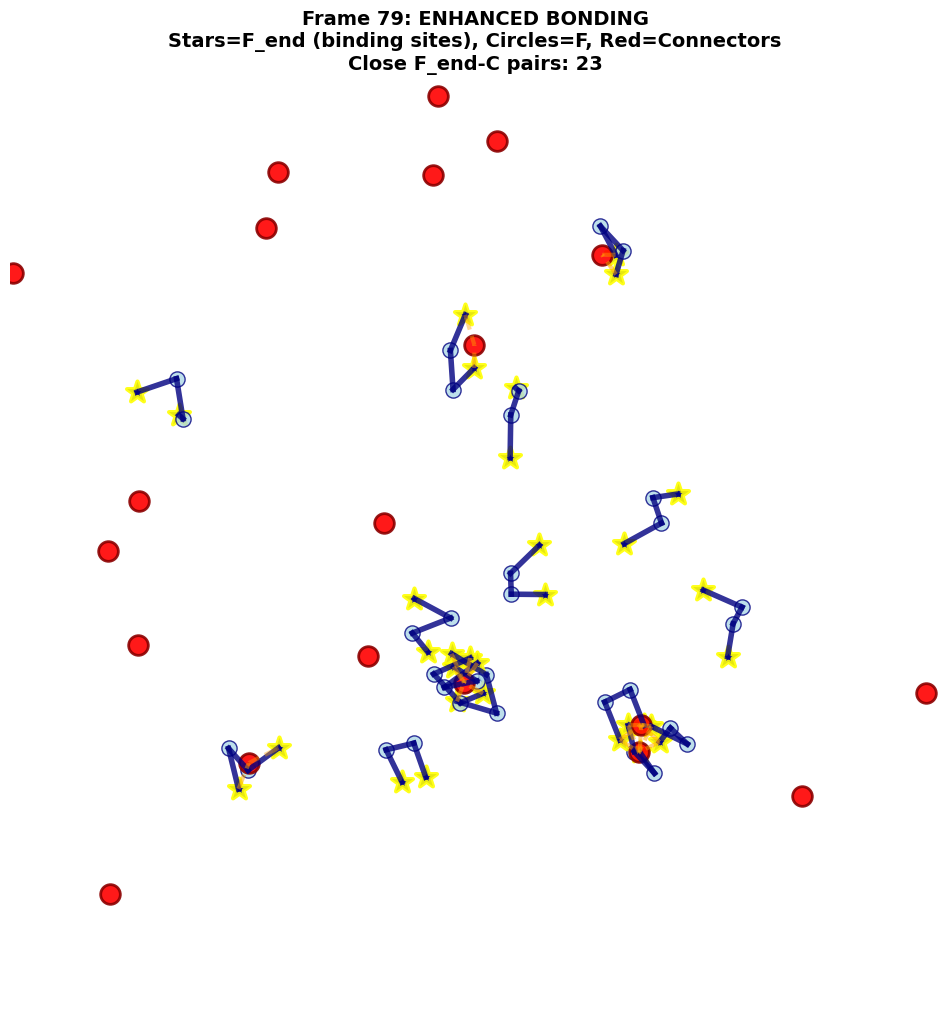 Frame 79: ENHANCED BONDING
Stars=F_end (binding sites), Circles=F, Red=Connectors
Close F_end-C pairs: 23